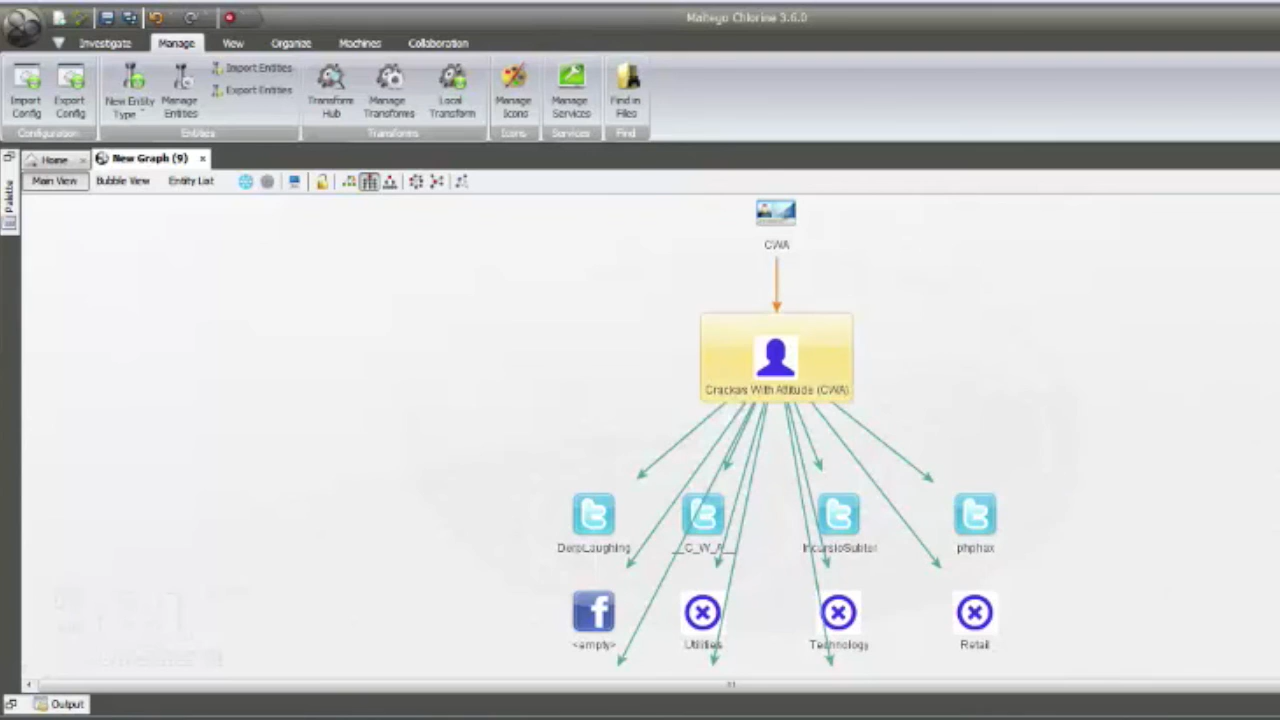 Maltego Chlorine 3.6.0
Investigate Manage View Organize Machines Collaboration
Import Config
Export Config
New Entity Type
Manage Entities
Import Entities
Export Entities
Transform Hub
Manage Transforms
Local Transform
Manage Icons
Manage Services
Find in Files
Configuration Entities Transforms Icons Services Find
Palette
Home New Graph (9)
Main View Bubble View Entity List
CWA
Crackas With Attitude (CWA)
DerpLaughing __C_W_A__ IncursioSubter phphax
<empty> Utilities Technology Retail
Output